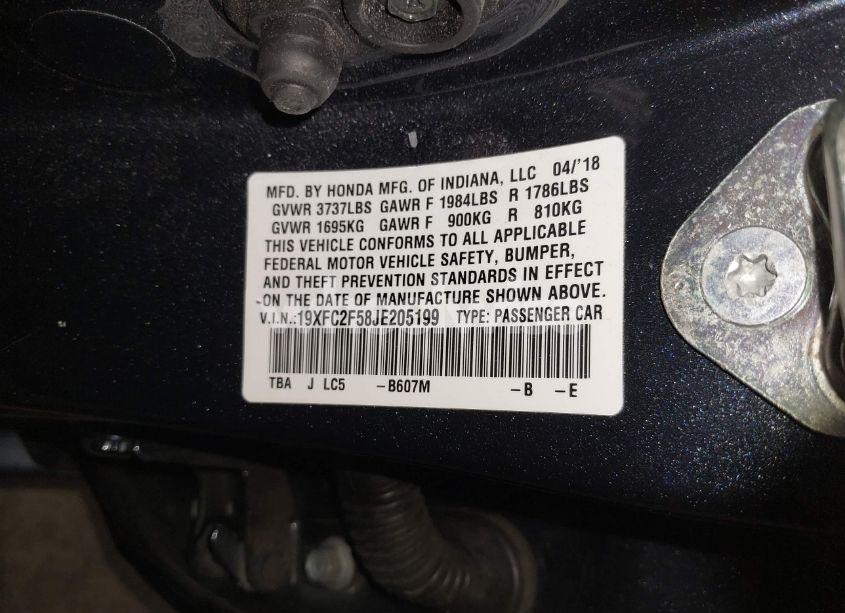 MFD. BY HONDA MFG. OF INDIANA, LLC 04/'18
GVWR 3737LBS GAWR F 1984LBS R 1786LBS
GVWR 1695KG GAWR F 900KG R 810KG
THIS VEHICLE CONFORMS TO ALL APPLICABLE
FEDERAL MOTOR VEHICLE SAFETY, BUMPER,
AND THEFT PREVENTION STANDARDS IN EFFECT
ON THE DATE OF MANUFACTURE SHOWN ABOVE.
V.I.N.:19XFC2F58JE205199 TYPE: PASSENGER CAR
TBA J LC5 -B607M -B -E